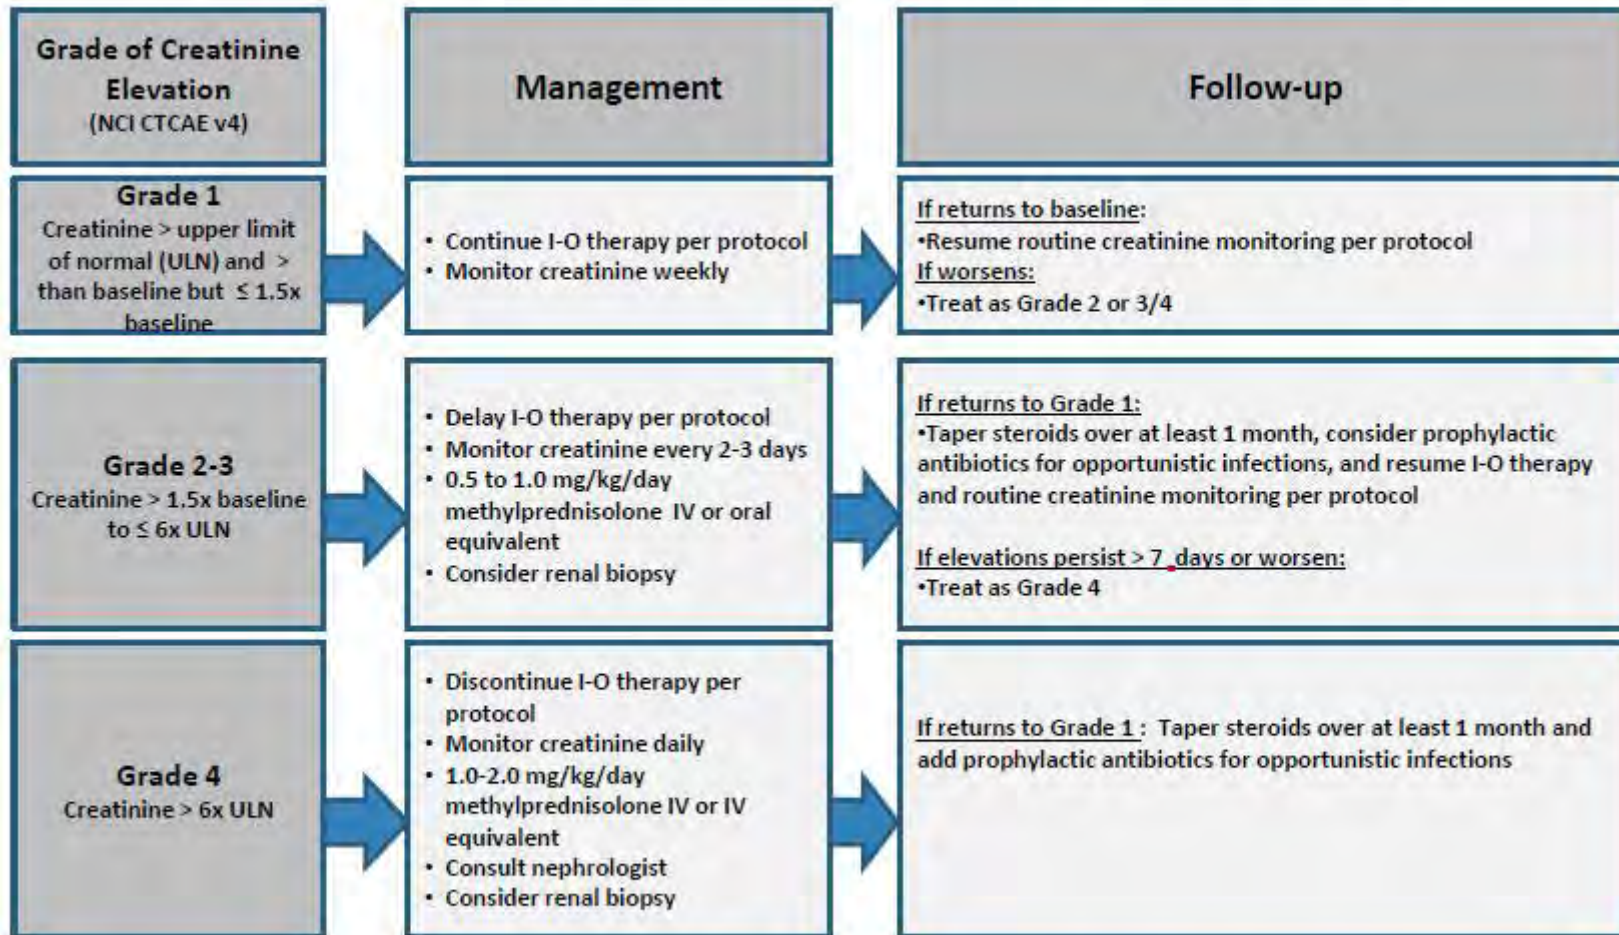 Grade of Creatinine
Elevation
(NCI CTCAE v4)
Management
Follow-up
Grade 1
Creatinine > upper limit
of normal (ULN) and >
than baseline but ≤ 1.5x
baseline
• Continue I-O therapy per protocol
• Monitor creatinine weekly
If returns to baseline:
•Resume routine creatinine monitoring per protocol
If worsens:
•Treat as Grade 2 or 3/4
Grade 2-3
Creatinine > 1.5x baseline
to ≤ 6x ULN
• Delay I-O therapy per protocol
• Monitor creatinine every 2-3 days
• 0.5 to 1.0 mg/kg/day
methylprednisolone IV or oral
equivalent
• Consider renal biopsy
If returns to Grade 1:
•Taper steroids over at least 1 month, consider prophylactic
antibiotics for opportunistic infections, and resume I-O therapy
and routine creatinine monitoring per protocol
If elevations persist > 7 days or worsen:
•Treat as Grade 4
Grade 4
Creatinine > 6x ULN
• Discontinue I-O therapy per
protocol
• Monitor creatinine daily
• 1.0-2.0 mg/kg/day
methylprednisolone IV or IV
equivalent
• Consult nephrologist
• Consider renal biopsy
If returns to Grade 1 : Taper steroids over at least 1 month and
add prophylactic antibiotics for opportunistic infections